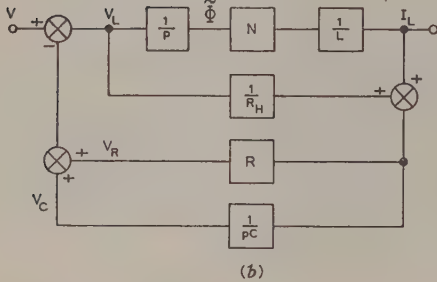 V + − V_L 1/P Φ̃ N 1/L I_L
1/R_H + +
+ V_R R
V_C + 1/pC
(b)